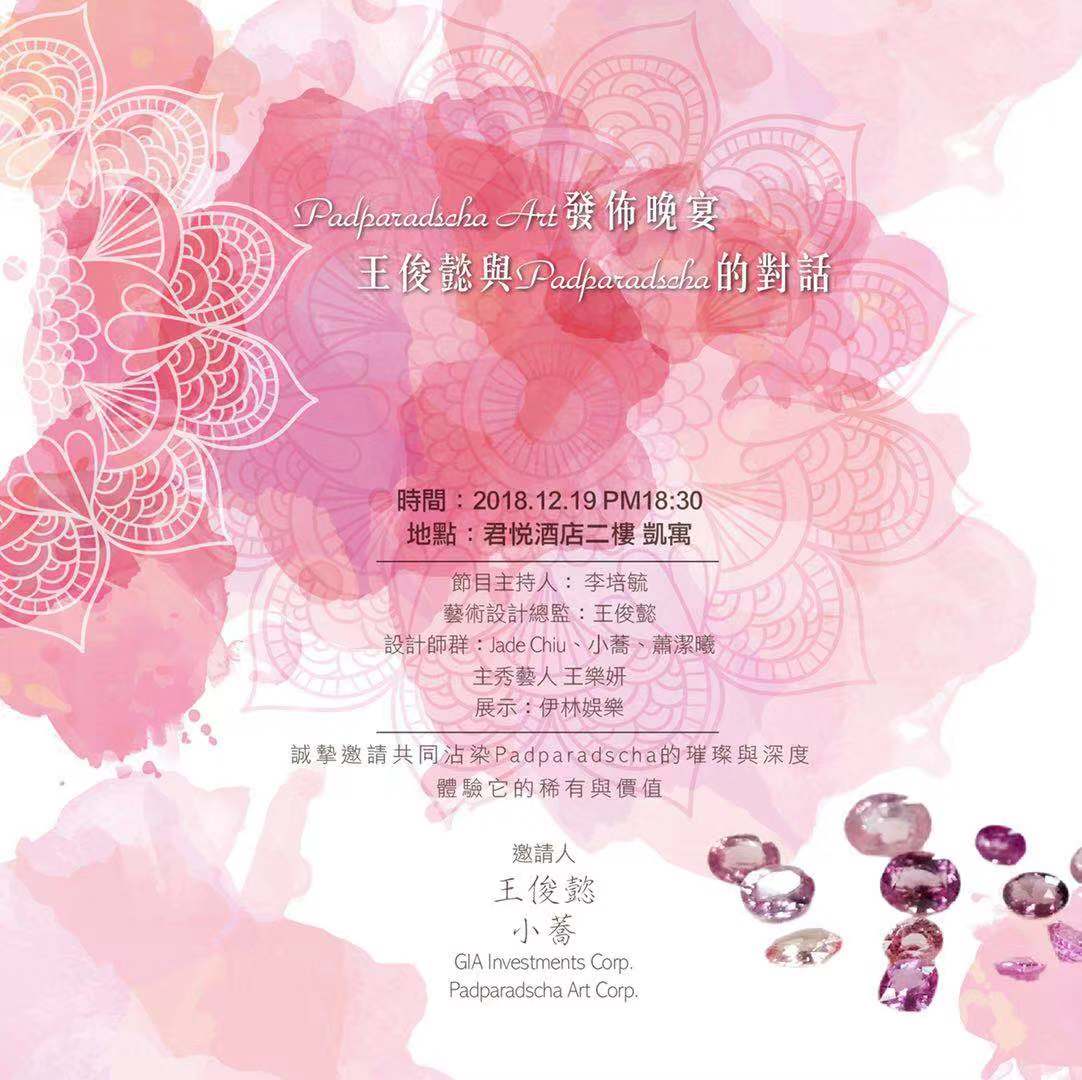 Padparadscha Art發佈晚宴
王俊懿與Padparadscha的對話
時間：2018.12.19 PM18:30
地點：君悦酒店二樓 凱寓
節目主持人： 李培毓
藝術設計總監：王俊懿
設計師群：Jade Chiu、小蕎、蕭潔曦
主秀藝人 王樂妍
展示：伊林娛樂
誠摯邀請共同沾染Padparadscha的璀璨與深度
體驗它的稀有與價值
邀請人
王俊懿
小蕎
GIA Investments Corp.
Padparadscha Art Corp.